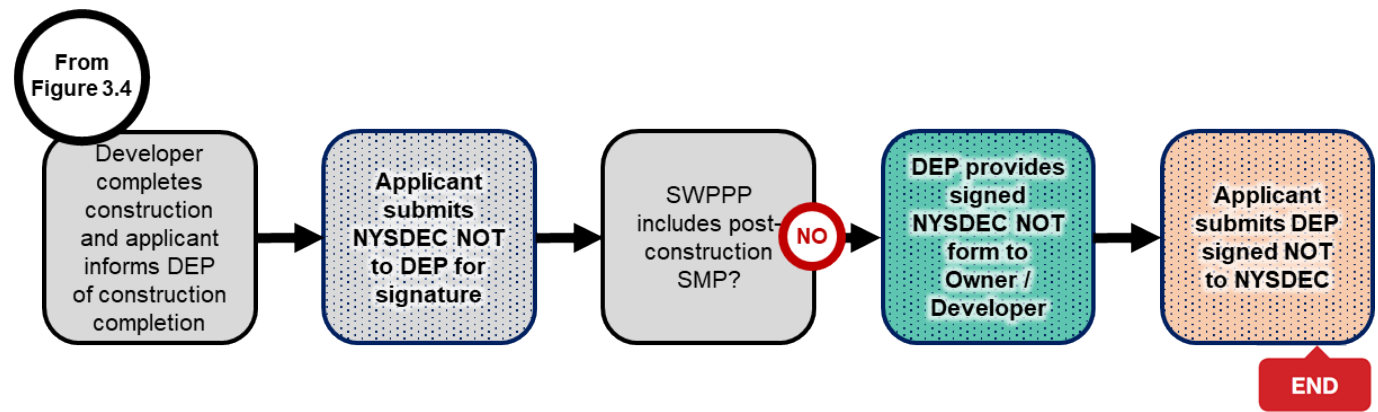 From
Figure 3.4
Developer
completes
construction
and applicant
informs DEP
of construction
completion
Applicant
submits
NYSDEC NOT
to DEP for
signature
SWPPP
includes post-
construction
SMP?
NO
DEP provides
signed
NYSDEC NOT
form to
Owner /
Developer
Applicant
submits DEP
signed NOT
to NYSDEC
END